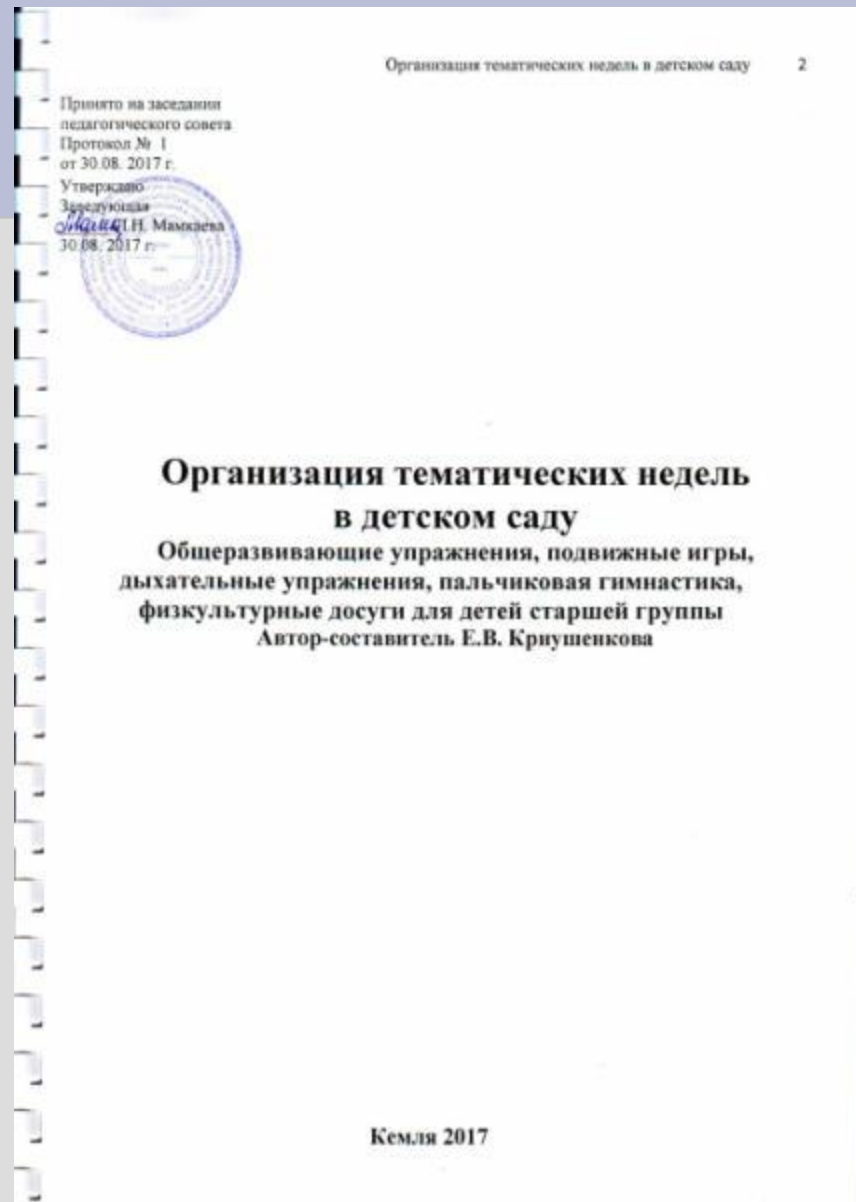 Организация тематических недель в детском саду 2
Принято на заседании
педагогического совета
Протокол № 1
от 30.08. 2017 г.
Утверждаю
Заведующая
Н. Мамкаева
30.08. 2017 г.
Организация тематических недель
в детском саду
Общеразвивающие упражнения, подвижные игры,
дыхательные упражнения, пальчиковая гимнастика,
физкультурные досуги для детей старшей группы
Автор-составитель Е.В. Криушенкова
Кемля 2017